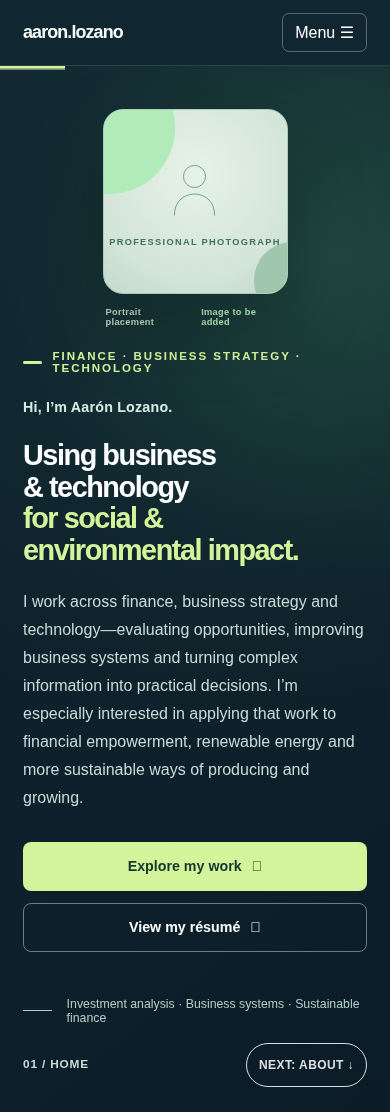 aaron.lozano
Menu ☰
PROFESSIONAL PHOTOGRAPH
Portrait
placement
Image to be
added
FINANCE · BUSINESS STRATEGY ·
TECHNOLOGY
Hi, I’m Aarón Lozano.
Using business
& technology
for social &
environmental impact.
I work across finance, business strategy and
technology—evaluating opportunities, improving
business systems and turning complex
information into practical decisions. I’m
especially interested in applying that work to
financial empowerment, renewable energy and
more sustainable ways of producing and
growing.
Explore my work
View my résumé
Investment analysis · Business systems · Sustainable
finance
01 / HOME
NEXT: ABOUT ↓